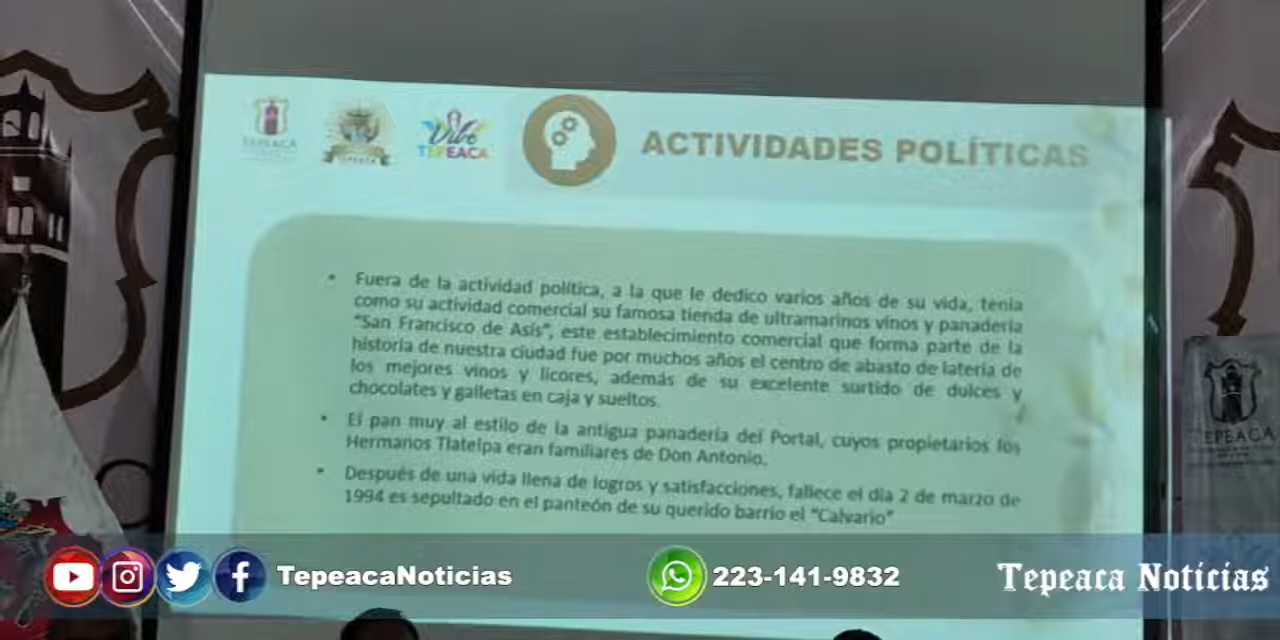 TEPEACA
TEPEACA
Vibe
TEPEACA
ACTIVIDADES POLÍTICAS
• Fuera de la actividad política, a la que le dedico varios años de su vida, tenia
como su actividad comercial su famosa tienda de ultramarinos vinos y panadería
"San Francisco de Asís", este establecimiento comercial que forma parte de la
historia de nuestra ciudad fue por muchos años el centro de abasto de latería de
los mejores vinos y licores, además de su excelente surtido de dulces y
chocolates y galletas en caja y sueltos.
• El pan muy al estilo de la antigua panadería del Portal, cuyos propietarios los
Hermanos Tlatelpa eran familiares de Don Antonio.
• Después de una vida llena de logros y satisfacciones, fallece el día 2 de marzo de
1994 es sepultado en el panteón de su querido barrio el "Calvario"
TEPEACA
TepeacaNoticias
223-141-9832
Tepeaca Noticias